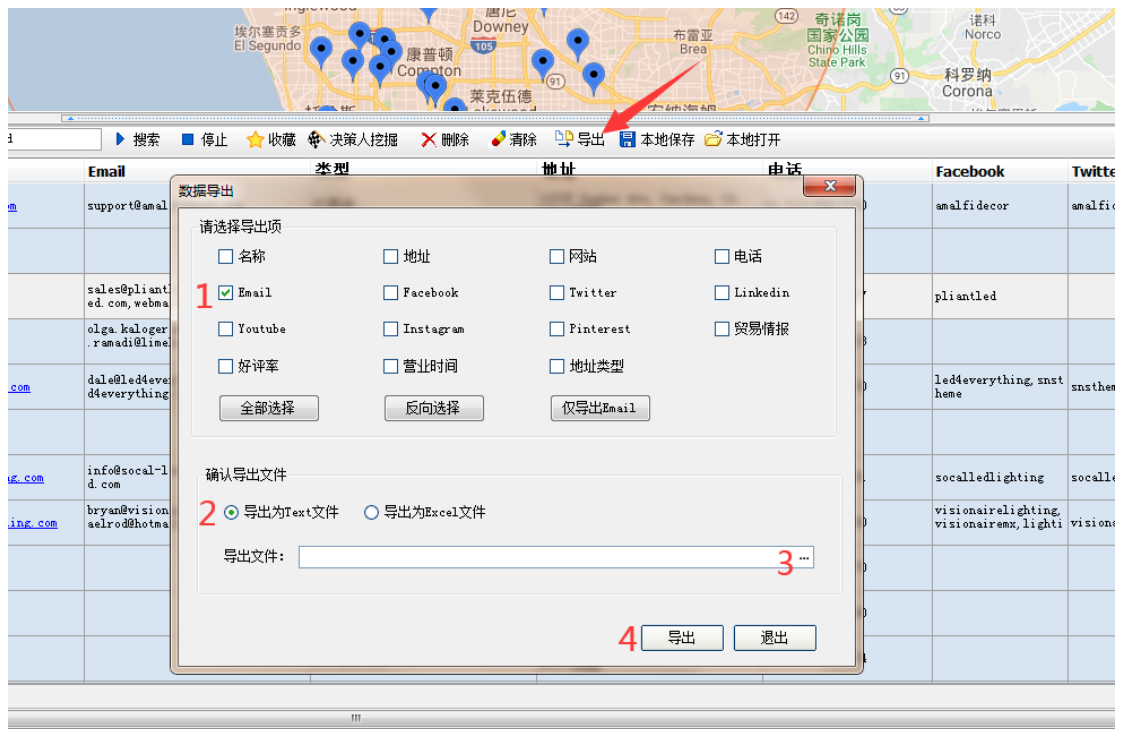 Inglewood
埃尔塞贡多
El Segundo
Downey
105
康普顿
Compton
莱克伍德
91
布雷亚
Brea
142
奇诺岗
国家公园
Chino Hills
State Park
诺科
Norco
91
科罗纳
Corona
搜索 停止 收藏 决策人挖掘 删除 清除 导出 本地保存 本地打开
Email 类型 地址 电话 Facebook
数据导出
support@amal amalfidecor
请选择导出项
名称 地址 网站 电话
1 Email Facebook Twitter Linkedin
sales@pliant
ed.com, webma
pliantled
Youtube Instagram Pinterest 贸易情报
olga.kaloger
.ramadi@lime
好评率 营业时间 地址类型
.com
dale@led4eve
d4everything
led4everything, snst
heme
全部选择 反向选择 仅导出Email
确认导出文件
info@socal-l
d.com
socalledlighting
2 导出为Text文件 导出为Excel文件
ing.com
bryan@vision
aelrod@hotma
visionairelighting,
visionairemx, lighti
导出文件:
3 ...
4 导出 退出